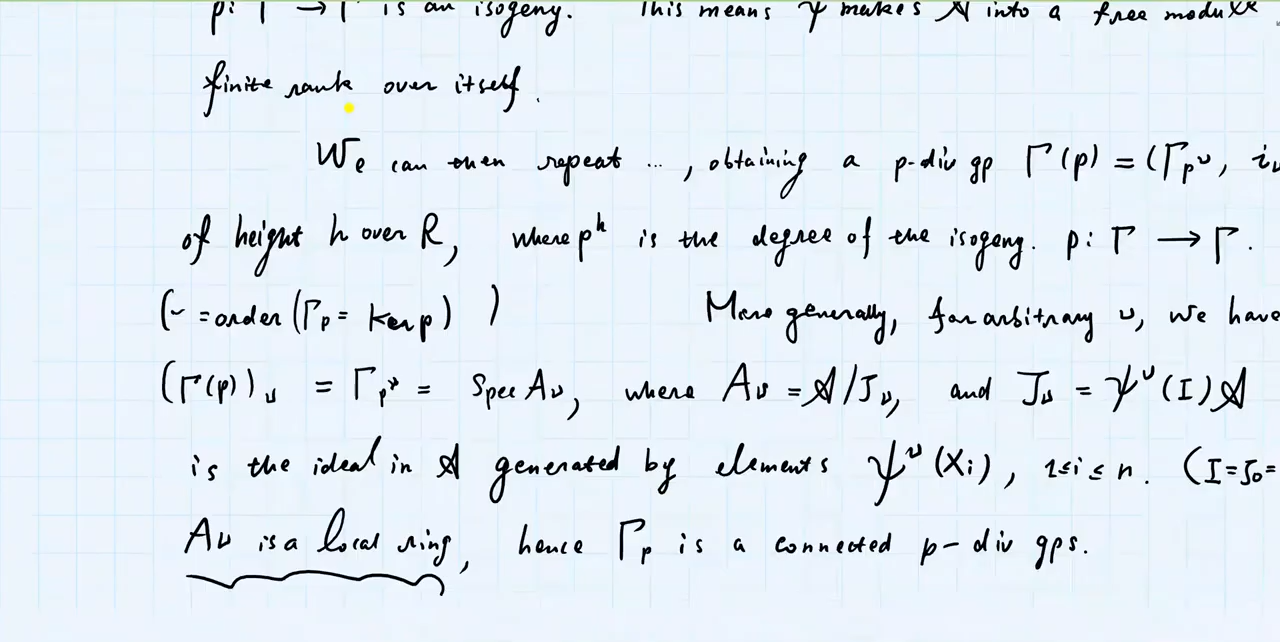 p: Γ → Γ is an isogeny. This means ψ makes 𝒜 into a free module
finite rank over itself.
We can then repeat ..., obtaining a p-div gp Γ(p) = (Γ_{p^ν}, i_ν
of height h over R, where p^h is the degree of the isogeny. p: Γ → Γ.
(~ = order (Γ_p = ker p) ) More generally, for arbitrary ν, we have
(Γ(p))_ν = Γ_{p^ν} = Spec A_ν, where A_ν = 𝒜/J_ν, and J_ν = ψ^ν(I)𝒜
is the ideal in 𝒜 generated by elements ψ^ν(X_i), 1≤i≤n. (I=J_0=
A_ν is a local ring, hence Γ_p is a connected p-div gps.